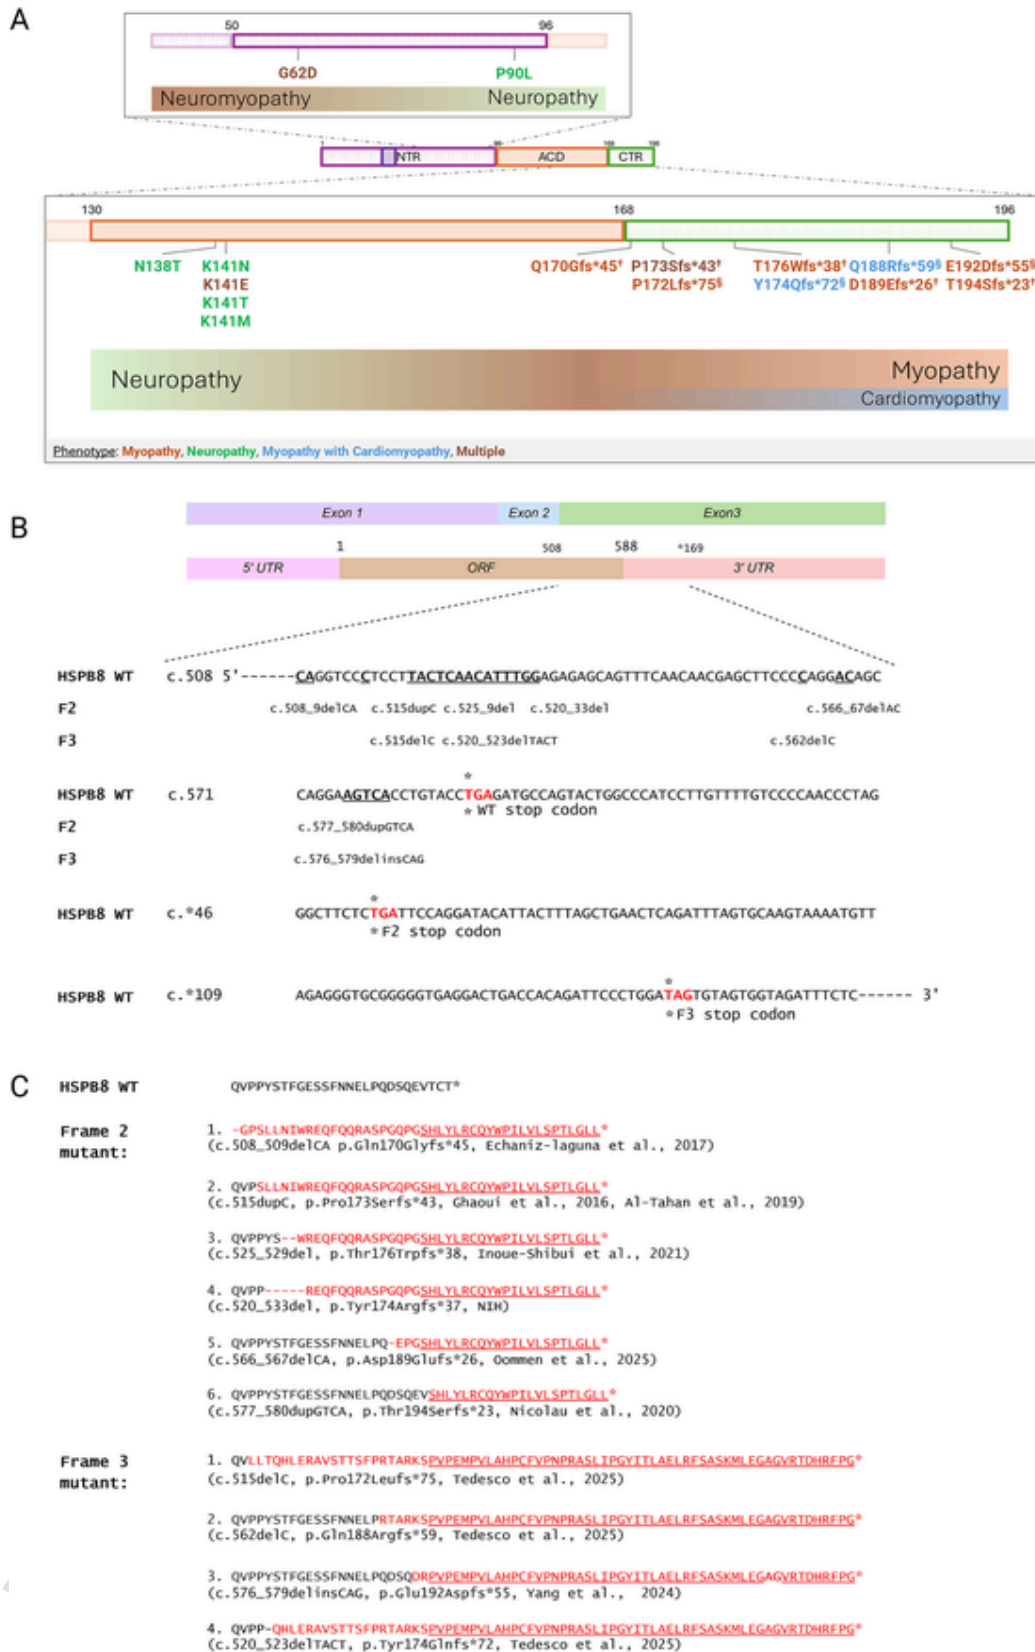 A
50 96
G62D P90L
Neuromyopathy Neuropathy
1 96 168 196
NTR ACD CTR
130 168 196
N138T K141N Q170Gfs*45† P173Sfs*43† T176Wfs*38† Q188Rfs*59§ E192Dfs*55§
K141E P172Lfs*75§ Y174Qfs*72§ D189Efs*26† T194Sfs*23†
K141T
K141M
Neuropathy Myopathy
Cardiomyopathy
Phenotype: Myopathy, Neuropathy, Myopathy with Cardiomyopathy, Multiple
B
Exon 1 Exon 2 Exon3
1 508 588 *169
5' UTR ORF 3' UTR
HSPB8 WT c.508 5'------CAGGTCCCTCCTTACTCAACATTTGGAGAGAGCAGTTTCAACAACGAGCTTCCCCAGGACAGC
F2 c.508_9delCA c.515dupC c.525_9del c.520_33del c.566_67delAC
F3 c.515delC c.520_523delTACT c.562delC
*
HSPB8 WT c.571 CAGGAAGTCACCTGTACCTGAGATGCCAGTACTGGCCCATCCTTGTTTTGTCCCCAACCCTAG
* WT stop codon
F2 c.577_580dupGTCA
F3 c.576_579delinsCAG
*
HSPB8 WT c.*46 GGCTTCTCTGATTCCAGGATACATTACTTTAGCTGAACTCAGATTTAGTGCAAGTAAAATGTT
* F2 stop codon
*
HSPB8 WT c.*109 AGAGGGTGCGGGGGTGAGGACTGACCACAGATTCCCTGGATAGTGTAGTGGTAGATTTCTC------ 3'
* F3 stop codon
C
HSPB8 WT QVPPYSTFGESSFNNELPQDSQEVTCT*
Frame 2 mutant: 1. -GPSLLNIWREQFQQRASPGQPGSHLYLRCQYWPILVLSPTLGLL*
(c.508_509delCA p.Gln170Glyfs*45, Echaniz-laguna et al., 2017)
2. QVPSLLNIWREQFQQRASPGQPGSHLYLRCQYWPILVLSPTLGLL*
(c.515dupC, p.Pro173Serfs*43, Ghaoui et al., 2016, Al-Tahan et al., 2019)
3. QVPPYS--WREQFQQRASPGQPGSHLYLRCQYWPILVLSPTLGLL*
(c.525_529del, p.Thr176Trpfs*38, Inoue-Shibui et al., 2021)
4. QVPP-----REQFQQRASPGQPGSHLYLRCQYWPILVLSPTLGLL*
(c.520_533del, p.Tyr174Argfs*37, NIH)
5. QVPPYSTFGESSFNNELPQ-EPGSHLYLRCQYWPILVLSPTLGLL*
(c.566_567delCA, p.Asp189Glufs*26, Oommen et al., 2025)
6. QVPPYSTFGESSFNNELPQDSQEVSHLYLRCQYWPILVLSPTLGLL*
(c.577_580dupGTCA, p.Thr194Serfs*23, Nicolau et al., 2020)
Frame 3 mutant: 1. QVLLTQHLERAVSTTSFPRTARKSPVPEMPVLAHPCFVPNPRASLIPGYITLAELRFSASKMLEGAGVRTDHRFPG*
(c.515delC, p.Pro172Leufs*75, Tedesco et al., 2025)
2. QVPPYSTFGESSFNNELPRTARKSPVPEMPVLAHPCFVPNPRASLIPGYITLAELRFSASKMLEGAGVRTDHRFPG*
(c.562delC, p.Gln188Argfs*59, Tedesco et al., 2025)
3. QVPPYSTFGESSFNNELPQDSQDRPVPEMPVLAHPCFVPNPRASLIPGYITLAELRFSASKMLEGAGVRTDHRFPG*
(c.576_579delinsCAG, p.Glu192Aspfs*55, Yang et al., 2024)
4. QVPP-QHLERAVSTTSFPRTARKSPVPEMPVLAHPCFVPNPRASLIPGYITLAELRFSASKMLEGAGVRTDHRFPG*
(c.520_523delTACT, p.Tyr174Glnfs*72, Tedesco et al., 2025)